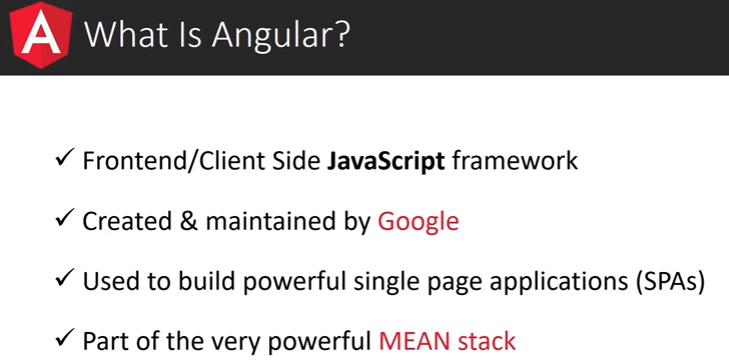 A What Is Angular?
✓ Frontend/Client Side JavaScript framework
✓ Created & maintained by Google
✓ Used to build powerful single page applications (SPAs)
✓ Part of the very powerful MEAN stack